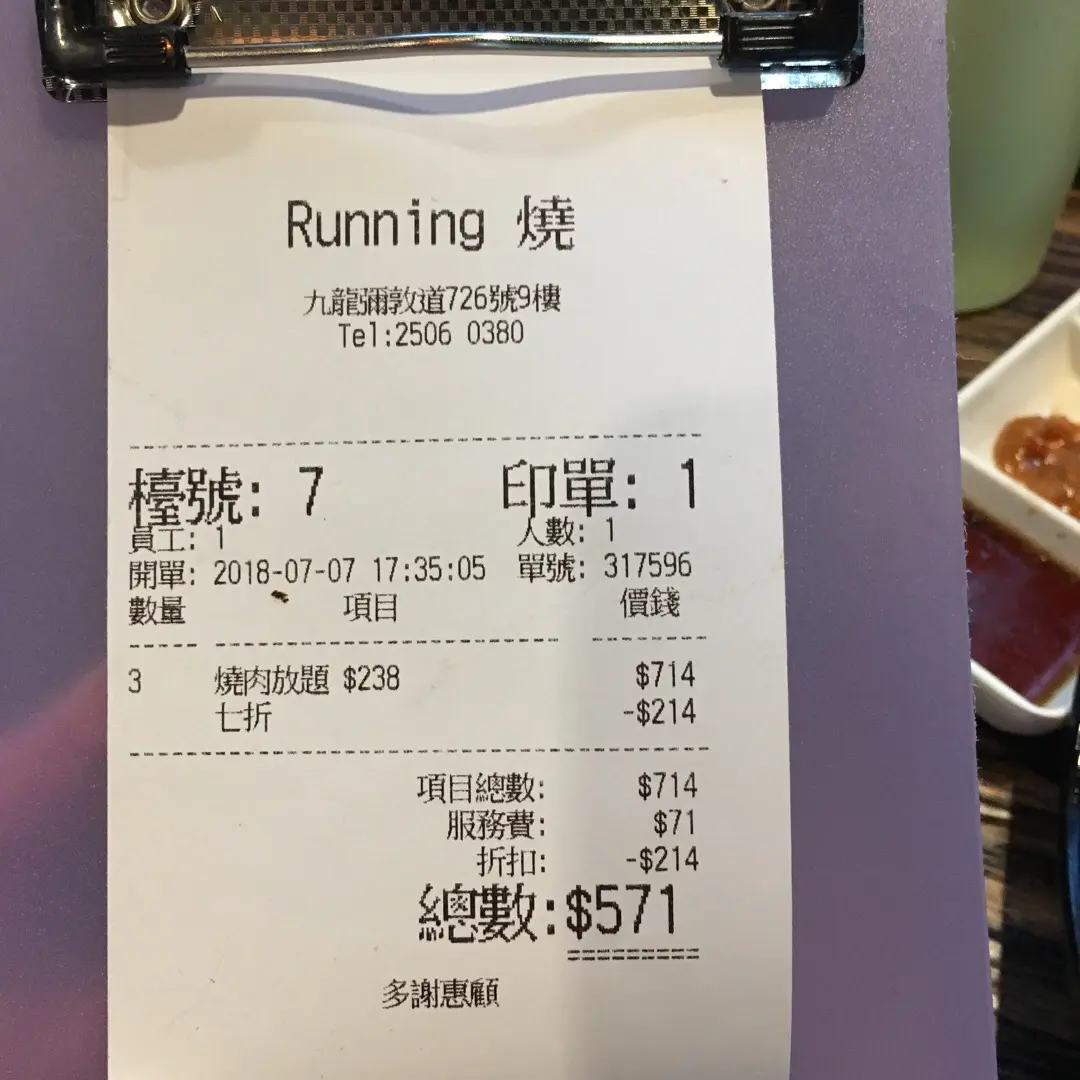 Running 燒
九龍彌敦道726號9樓
Tel:2506 0380
檯號: 7 印單: 1
員工: 1 人數: 1
開單: 2018-07-07 17:35:05 單號: 317596
數量 項目 價錢
3 燒肉放題 $238 $714
七折 -$214
項目總數: $714
服務費: $71
折扣: -$214
總數:$571
多謝惠顧